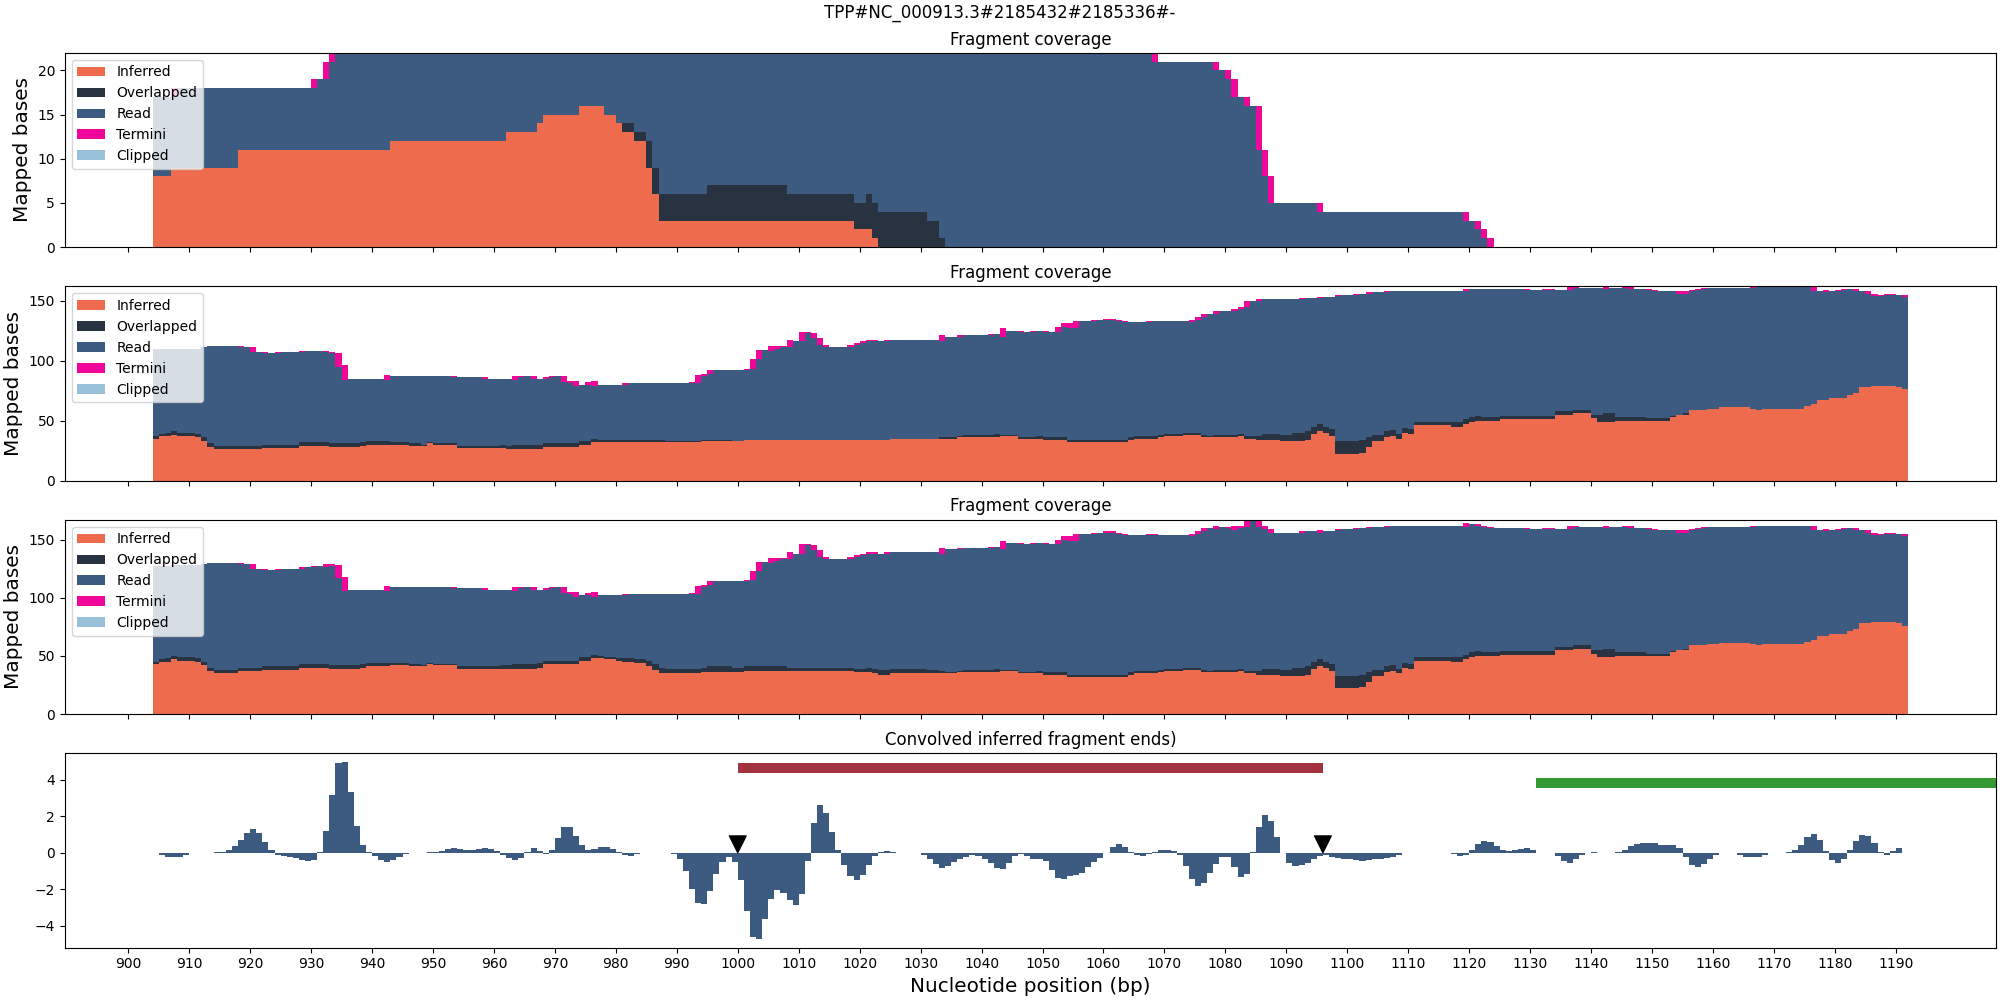 TPP#NC_000913.3#2185432#2185336#-
Fragment coverage
Mapped bases
20
15
10
5
0
Inferred
Overlapped
Read
Termini
Clipped
Fragment coverage
Mapped bases
150
100
50
0
Inferred
Overlapped
Read
Termini
Clipped
Fragment coverage
Mapped bases
150
100
50
0
Inferred
Overlapped
Read
Termini
Clipped
Convolved inferred fragment ends)
4
2
0
−2
−4
900 910 920 930 940 950 960 970 980 990 1000 1010 1020 1030 1040 1050 1060 1070 1080 1090 1100 1110 1120 1130 1140 1150 1160 1170 1180 1190
Nucleotide position (bp)